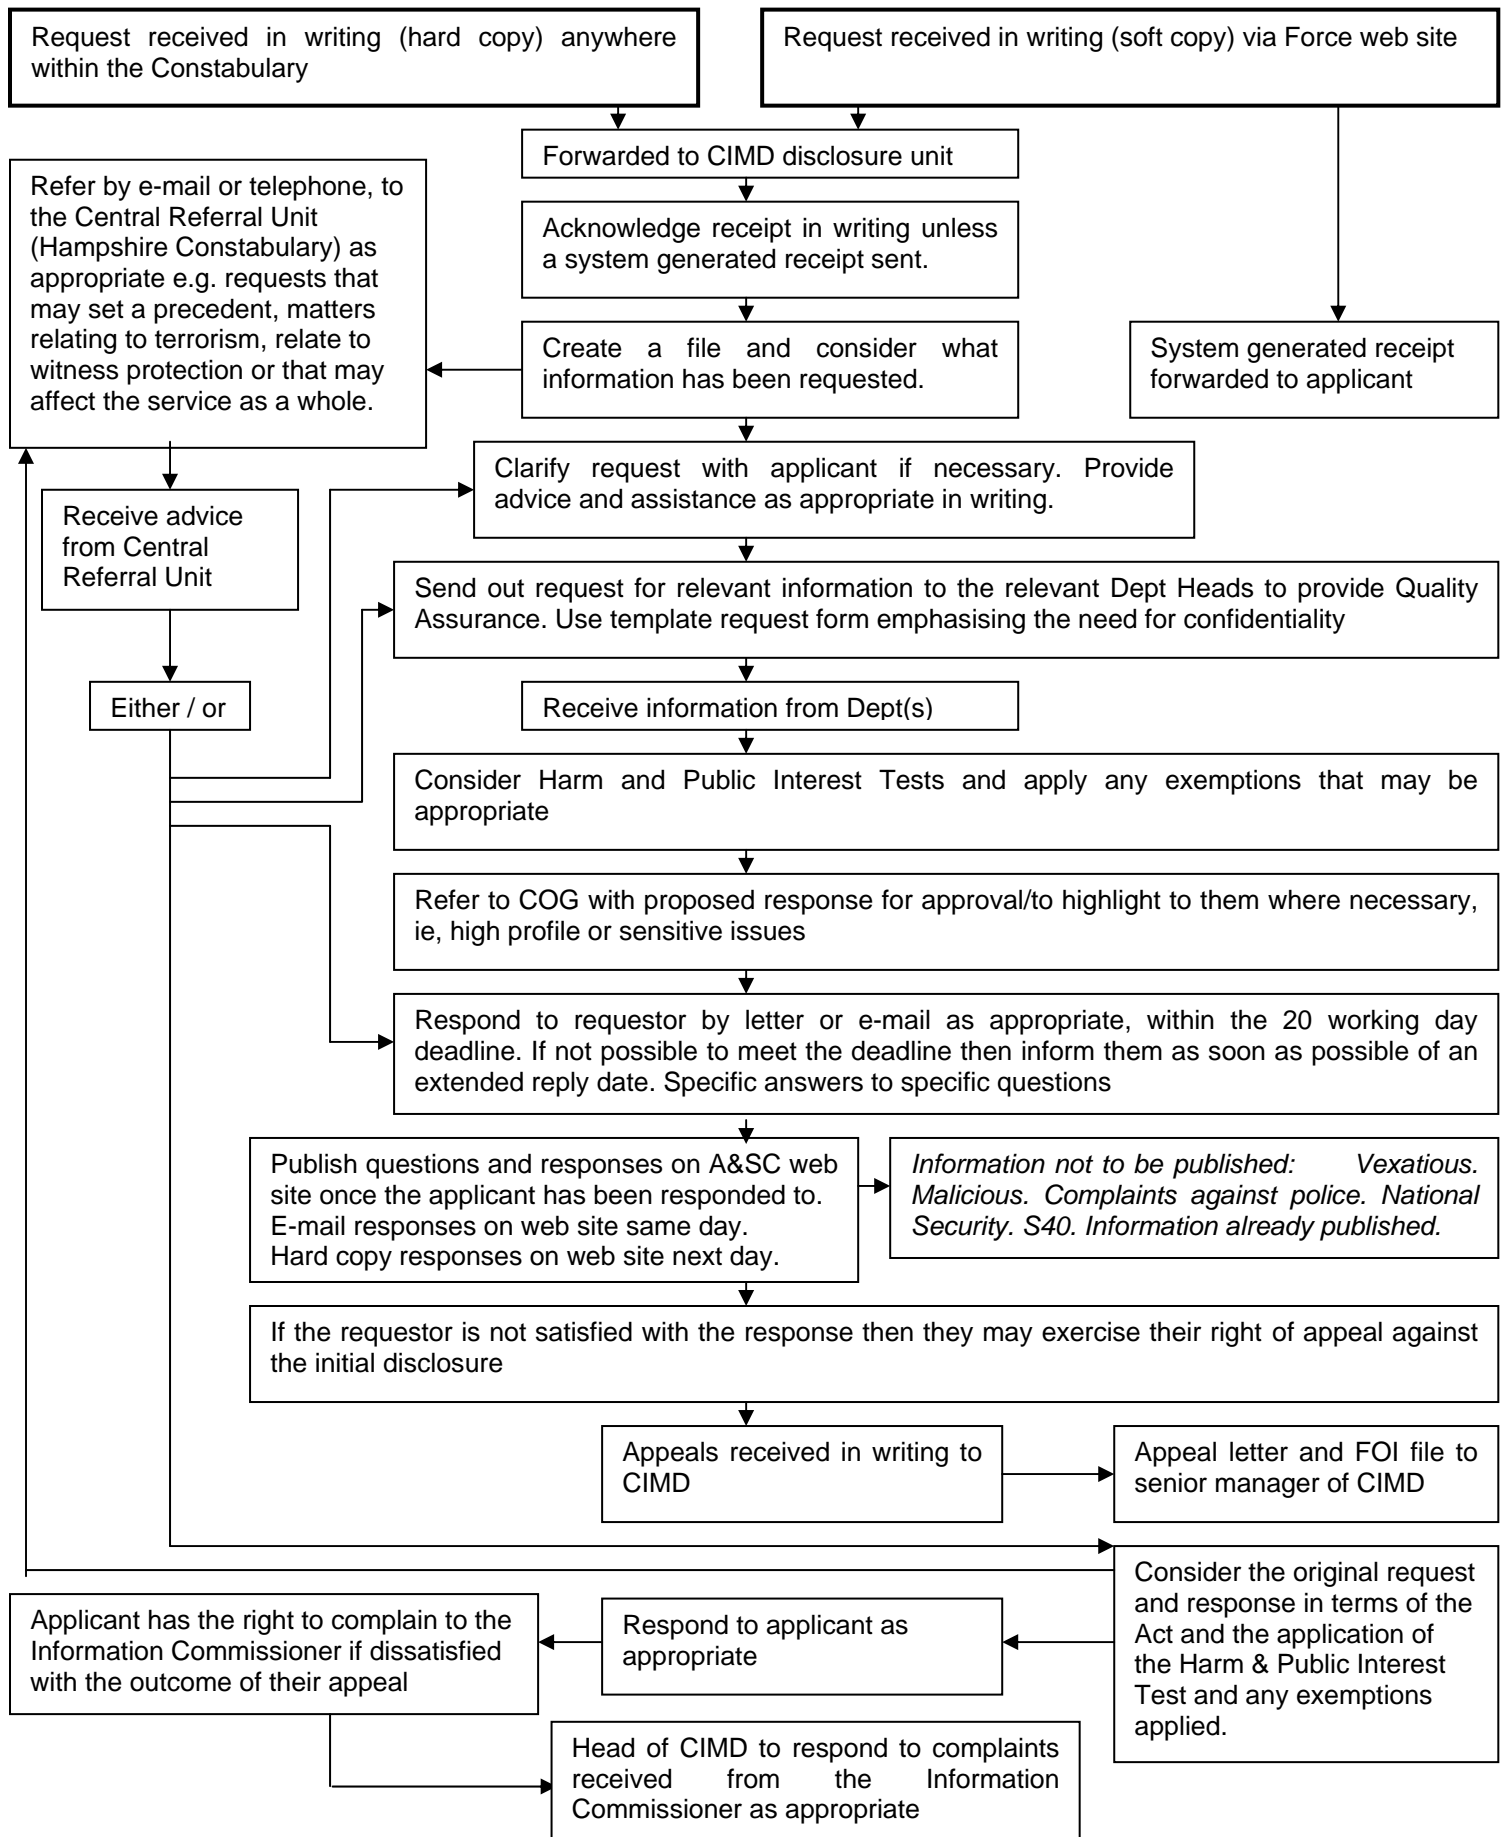 Request received in writing (hard copy) anywhere
within the Constabulary
Request received in writing (soft copy) via Force web site
Forwarded to CIMD disclosure unit
Refer by e-mail or telephone, to
the Central Referral Unit
(Hampshire Constabulary) as
appropriate e.g. requests that
may set a precedent, matters
relating to terrorism, relate to
witness protection or that may
affect the service as a whole.
Acknowledge receipt in writing unless
a system generated receipt sent.
Create a file and consider what
information has been requested.
System generated receipt
forwarded to applicant
Clarify request with applicant if necessary. Provide
advice and assistance as appropriate in writing.
Receive advice
from Central
Referral Unit
Send out request for relevant information to the relevant Dept Heads to provide Quality
Assurance. Use template request form emphasising the need for confidentiality
Either / or
Receive information from Dept(s)
Consider Harm and Public Interest Tests and apply any exemptions that may be
appropriate
Refer to COG with proposed response for approval/to highlight to them where necessary,
ie, high profile or sensitive issues
Respond to requestor by letter or e-mail as appropriate, within the 20 working day
deadline. If not possible to meet the deadline then inform them as soon as possible of an
extended reply date. Specific answers to specific questions
Publish questions and responses on A&SC web
site once the applicant has been responded to.
E-mail responses on web site same day.
Hard copy responses on web site next day.
Information not to be published: Vexatious.
Malicious. Complaints against police. National
Security. S40. Information already published.
If the requestor is not satisfied with the response then they may exercise their right of appeal against
the initial disclosure
Appeals received in writing to
CIMD
Appeal letter and FOI file to
senior manager of CIMD
Consider the original request
and response in terms of the
Act and the application of
the Harm & Public Interest
Test and any exemptions
applied.
Respond to applicant as
appropriate
Applicant has the right to complain to the
Information Commissioner if dissatisfied
with the outcome of their appeal
Head of CIMD to respond to complaints
received from the Information
Commissioner as appropriate